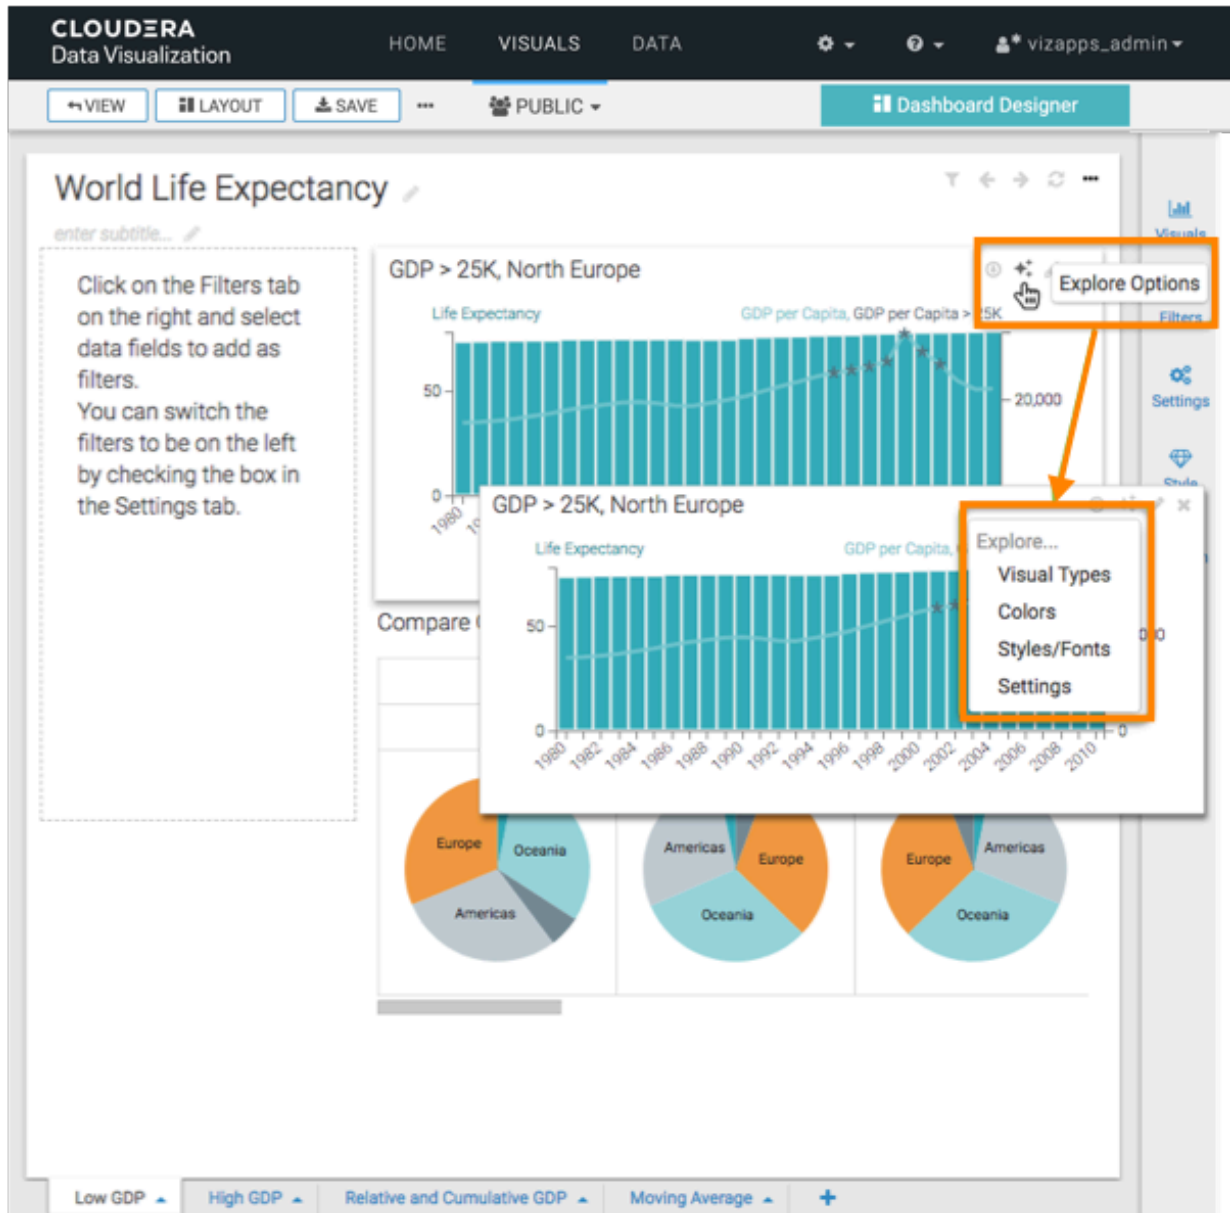 CLOUDERA
Data Visualization
HOME
VISUALS
DATA
vizapps_admin
VIEW
LAYOUT
SAVE
PUBLIC
Dashboard Designer
World Life Expectancy
enter subtitle...
Visuals
Click on the Filters tab
on the right and select
data fields to add as
filters.
You can switch the
filters to be on the left
by checking the box in
the Settings tab.
GDP > 25K, North Europe
Explore Options
Filters
Life Expectancy
GDP per Capita, GDP per Capita > 25K
50
20,000
0
1980
Settings
Style
GDP > 25K, North Europe
Life Expectancy
GDP per Capita,
50
0
0
1980 1982 1984 1986 1988 1990 1992 1994 1996 1998 2000 2002 2004 2006 2008 2010
Explore...
Visual Types
Colors
Styles/Fonts
Settings
Compare
Europe
Oceania
Americas
Americas
Europe
Oceania
Europe
Americas
Oceania
Low GDP
High GDP
Relative and Cumulative GDP
Moving Average